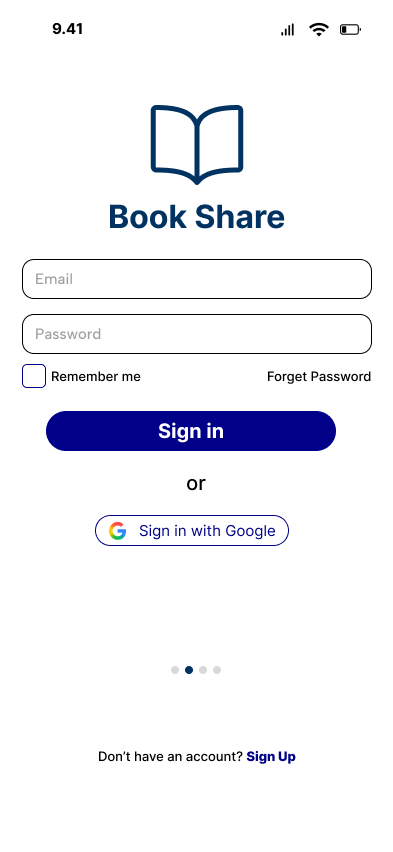 9.41
Book Share
Email
Password
Remember me Forget Password
Sign in
or
Sign in with Google
Don’t have an account? Sign Up